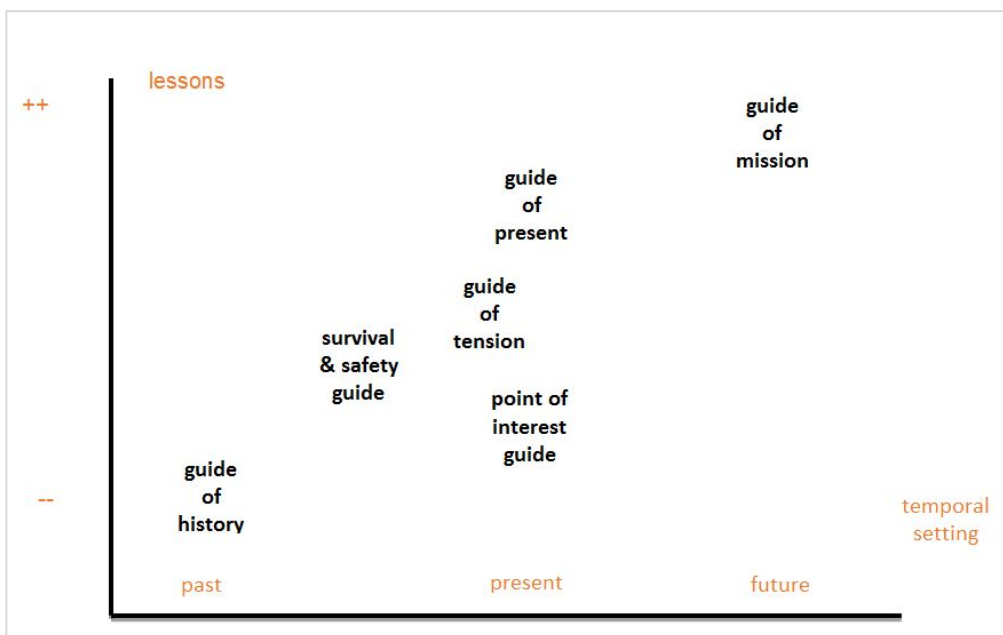 lessons
++
guide
of
mission
guide
of
present
guide
of
tension
survival
& safety
guide
point of
interest
guide
guide
of
history
--
temporal
setting
past
present
future